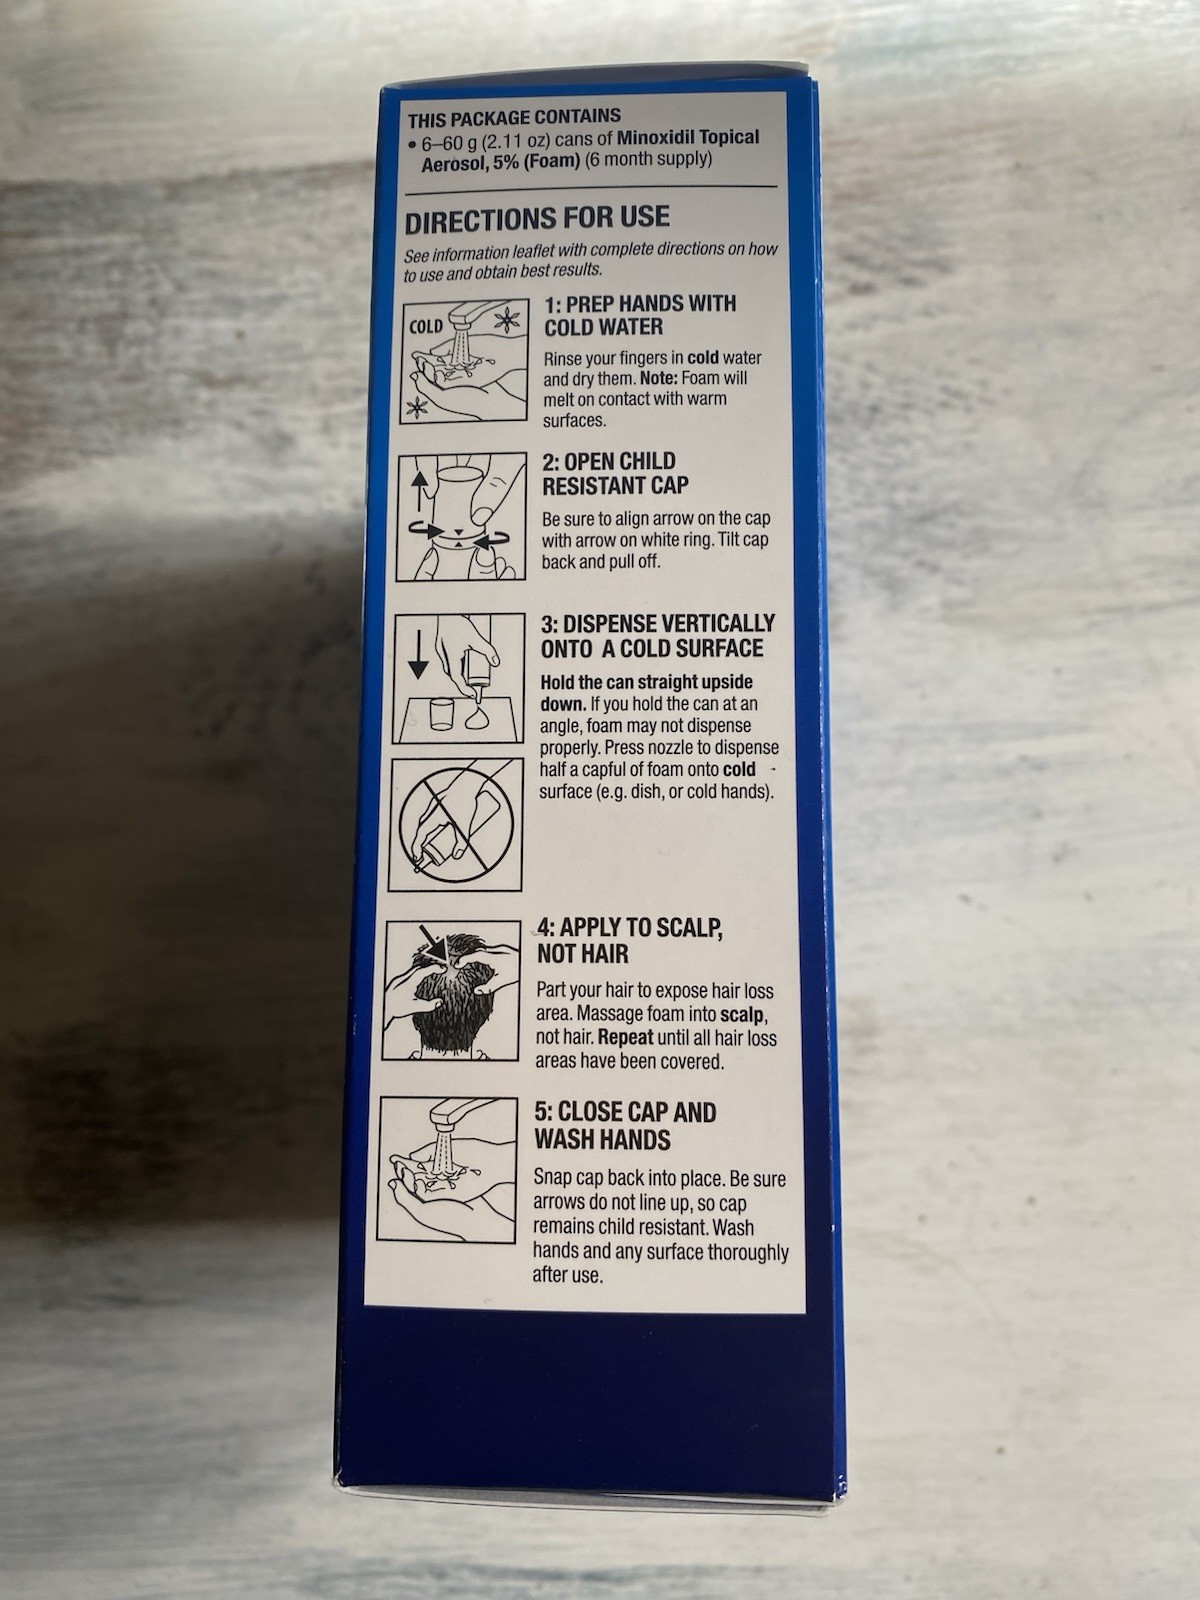 THIS PACKAGE CONTAINS
• 6–60 g (2.11 oz) cans of Minoxidil Topical
Aerosol, 5% (Foam) (6 month supply)
DIRECTIONS FOR USE
See information leaflet with complete directions on how
to use and obtain best results.
COLD
1: PREP HANDS WITH
COLD WATER
Rinse your fingers in cold water
and dry them. Note: Foam will
melt on contact with warm
surfaces.
2: OPEN CHILD
RESISTANT CAP
Be sure to align arrow on the cap
with arrow on white ring. Tilt cap
back and pull off.
3: DISPENSE VERTICALLY
ONTO A COLD SURFACE
Hold the can straight upside
down. If you hold the can at an
angle, foam may not dispense
properly. Press nozzle to dispense
half a capful of foam onto cold
surface (e.g. dish, or cold hands).
4: APPLY TO SCALP,
NOT HAIR
Part your hair to expose hair loss
area. Massage foam into scalp,
not hair. Repeat until all hair loss
areas have been covered.
5: CLOSE CAP AND
WASH HANDS
Snap cap back into place. Be sure
arrows do not line up, so cap
remains child resistant. Wash
hands and any surface thoroughly
after use.